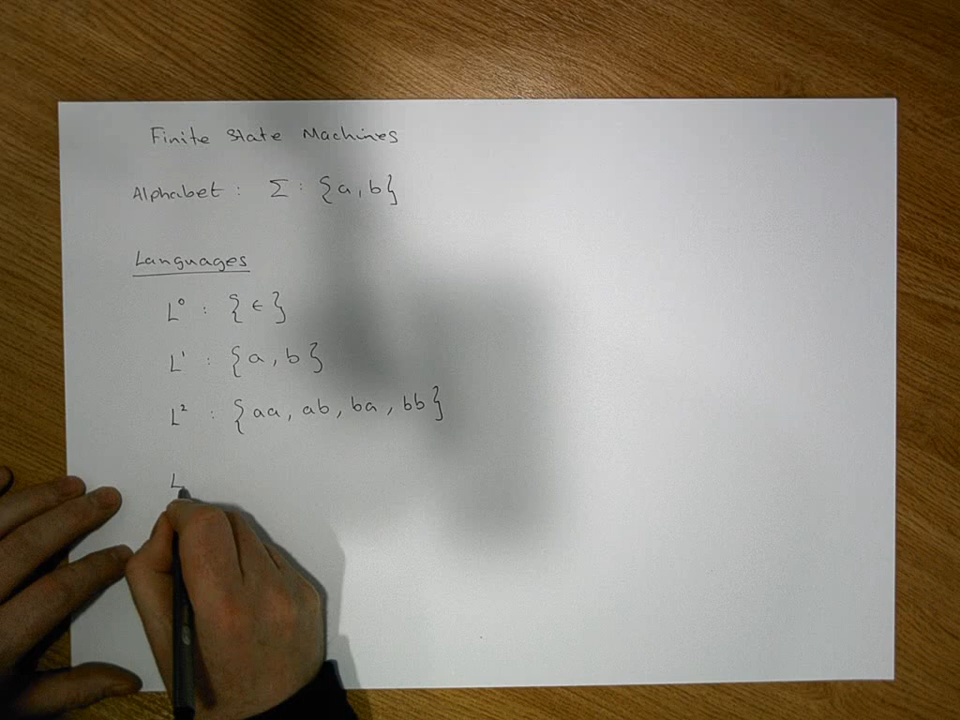 Finite State Machines
Alphabet : Σ : {a, b}
Languages
L⁰ : {ϵ}
L¹ : {a, b}
L² : {aa, ab, ba, bb}
L